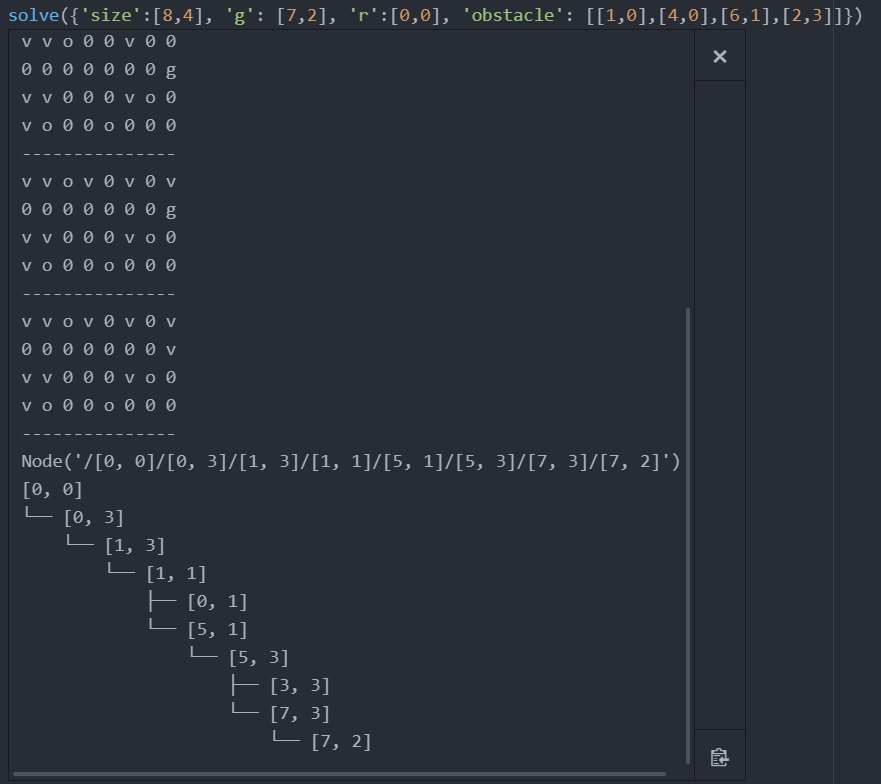 solve({'size':[8,4], 'g': [7,2], 'r':[0,0], 'obstacle': [[1,0],[4,0],[6,1],[2,3]]})
v v o 0 0 v 0 0
0 0 0 0 0 0 0 g
v v 0 0 0 v o 0
v o 0 0 o 0 0 0
---------------
v v o v 0 v 0 v
0 0 0 0 0 0 0 g
v v 0 0 0 v o 0
v o 0 0 o 0 0 0
---------------
v v o v 0 v 0 v
0 0 0 0 0 0 0 v
v v 0 0 0 v o 0
v o 0 0 o 0 0 0
---------------
Node('/[0, 0]/[0, 3]/[1, 3]/[1, 1]/[5, 1]/[5, 3]/[7, 3]/[7, 2]')
[0, 0]
└── [0, 3]
    └── [1, 3]
        └── [1, 1]
            ├── [0, 1]
            └── [5, 1]
                └── [5, 3]
                    ├── [3, 3]
                    └── [7, 3]
                        └── [7, 2]